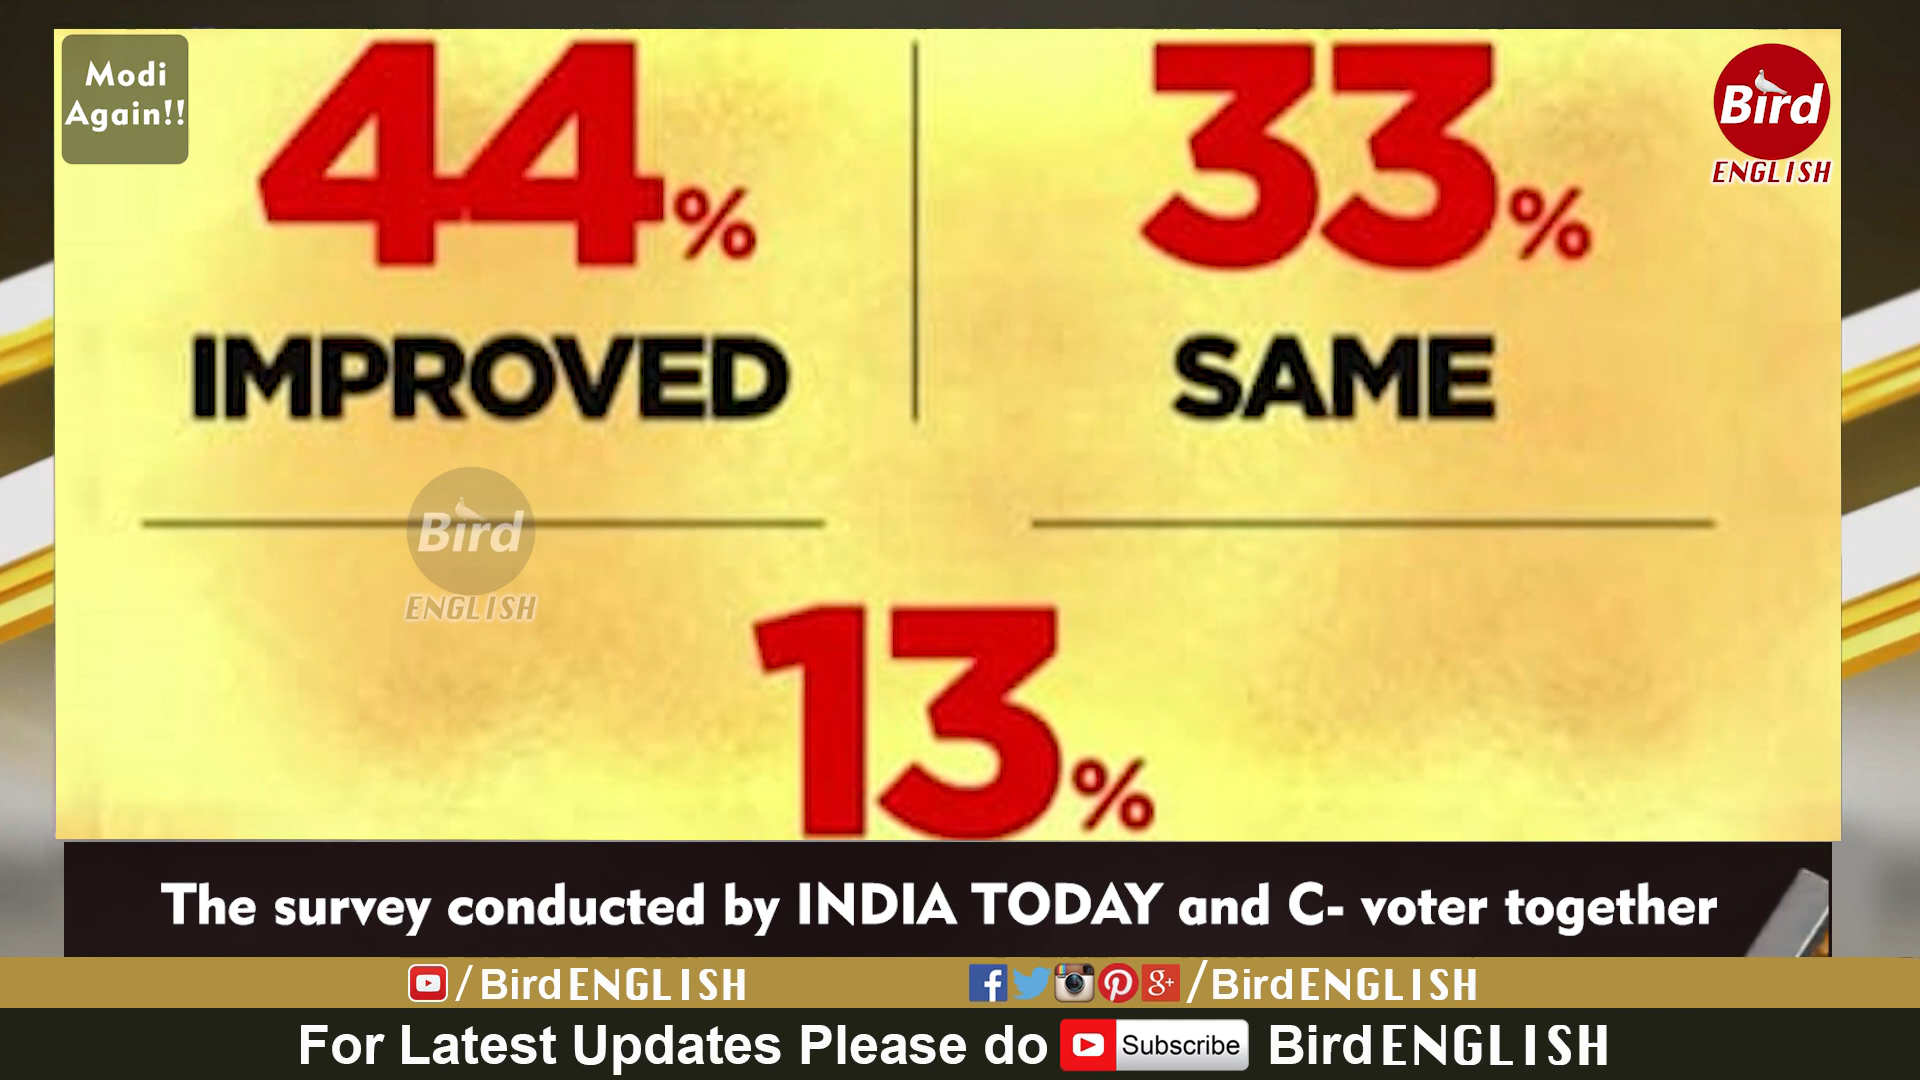 Modi
Again!!
44%
33%
Bird
ENGLISH
IMPROVED
SAME
Bird
ENGLISH
13%
The survey conducted by INDIA TODAY and C- voter together
/BirdENGLISH
/BirdENGLISH
For Latest Updates Please do Subscribe BirdENGLISH